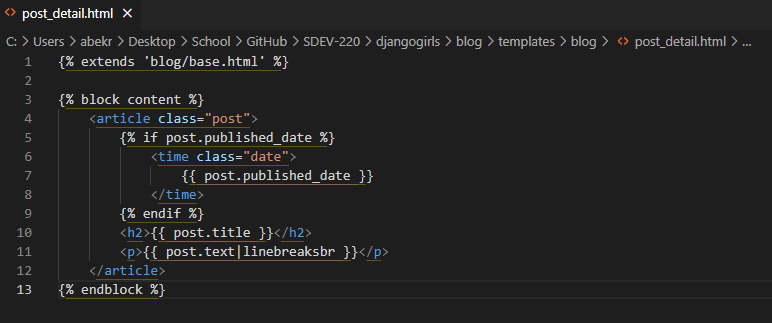 post_detail.html ×
C: > Users > abekr > Desktop > School > GitHub > SDEV-220 > djangogirls > blog > templates > blog > <> post_detail.html > ...
1 {% extends 'blog/base.html' %}
2
3 {% block content %}
4     <article class="post">
5         {% if post.published_date %}
6             <time class="date">
7                 {{ post.published_date }}
8             </time>
9         {% endif %}
10         <h2>{{ post.title }}</h2>
11         <p>{{ post.text|linebreaksbr }}</p>
12     </article>
13 {% endblock %}